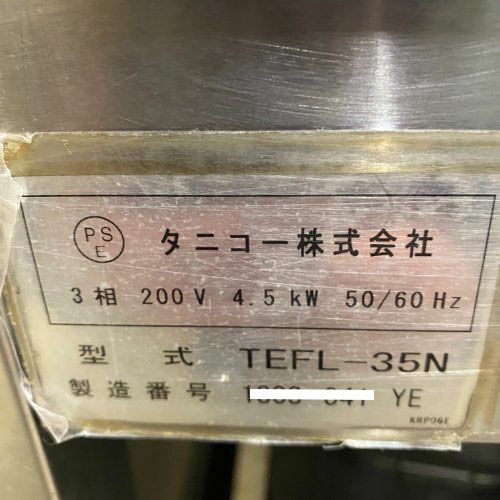 PS
E
タニコー株式会社
3相 200V 4.5kW 50/60Hz
型式 TEFL-35N
製造番号 YE
KRP06E